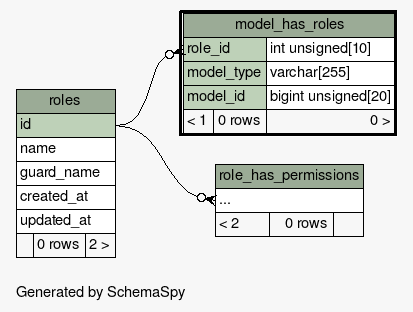 model_has_roles
role_id int unsigned[10]
model_type varchar[255]
model_id bigint unsigned[20]
< 1 0 rows 0 >
roles
id
name
guard_name
created_at
updated_at
0 rows 2 >
role_has_permissions
...
< 2 0 rows
Generated by SchemaSpy